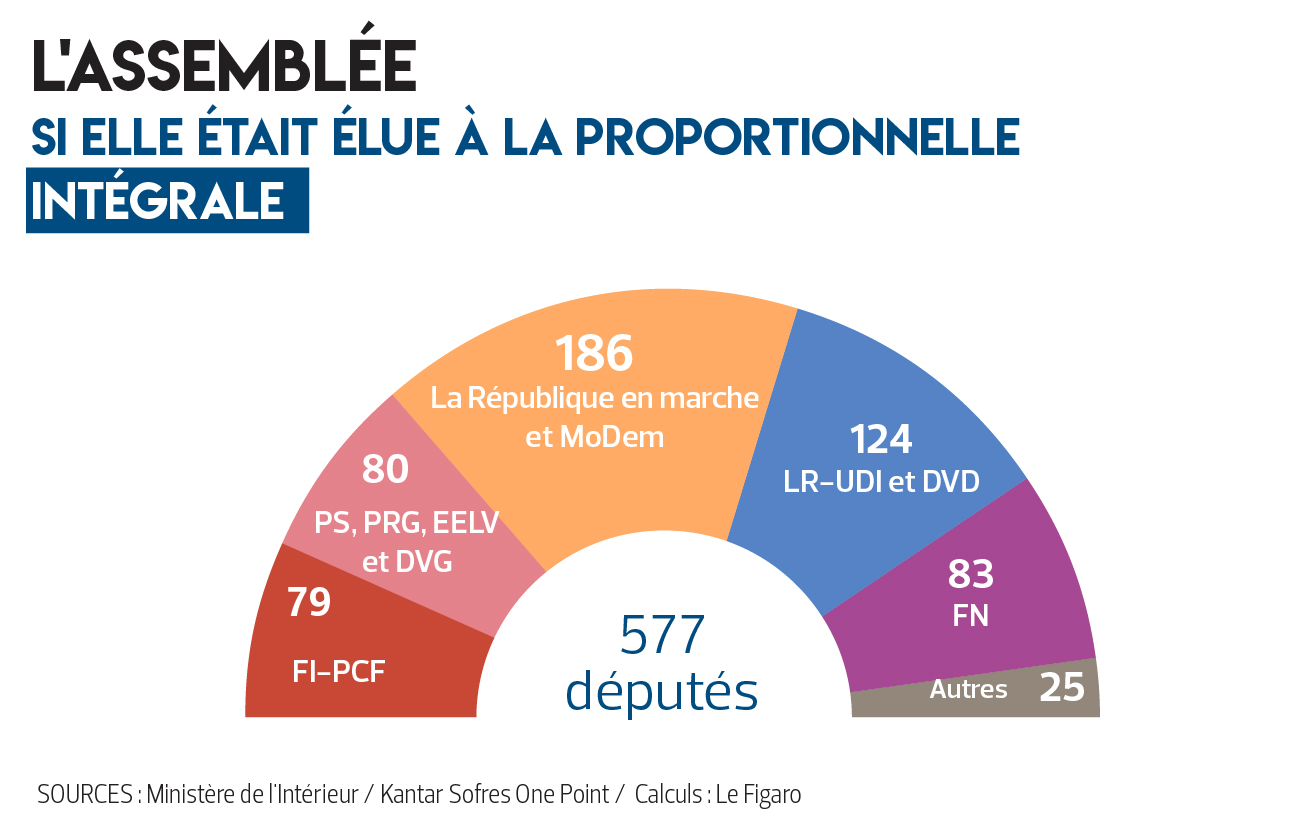 L'ASSEMBLÉE
SI ELLE ÉTAIT ÉLUE À LA PROPORTIONNELLE
INTÉGRALE
186
La République en marche
et MoDem
124
LR–UDI et DVD
80
PS, PRG, EELV
et DVG
83
FN
79
FI–PCF
Autres 25
577
députés
SOURCES : Ministère de l'Intérieur / Kantar Sofres One Point / Calculs : Le Figaro